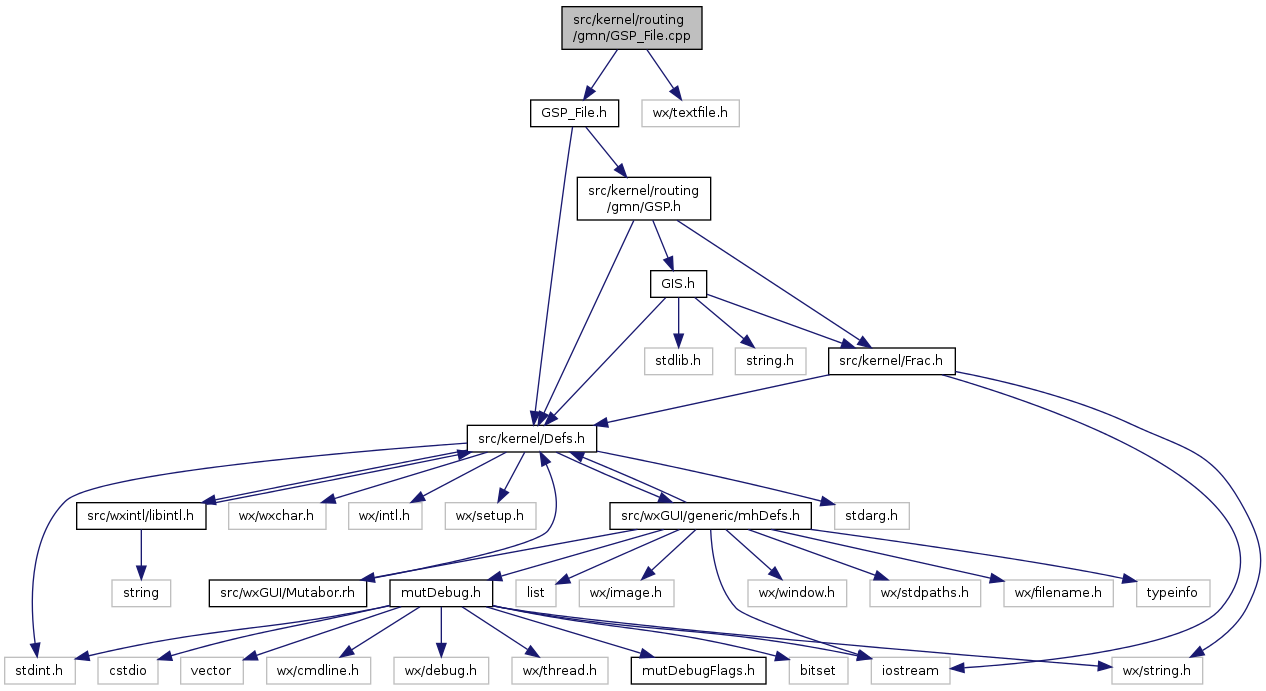 src/kernel/routing
/gmn/GSP_File.cpp
GSP_File.h
wx/textfile.h
src/kernel/routing
/gmn/GSP.h
GIS.h
stdlib.h
string.h
src/kernel/Frac.h
src/kernel/Defs.h
src/wxintl/libintl.h
wx/wxchar.h
wx/intl.h
wx/setup.h
src/wxGUI/generic/mhDefs.h
stdarg.h
string
src/wxGUI/Mutabor.rh
mutDebug.h
list
wx/image.h
wx/window.h
wx/stdpaths.h
wx/filename.h
typeinfo
stdint.h
cstdio
vector
wx/cmdline.h
wx/debug.h
wx/thread.h
mutDebugFlags.h
bitset
iostream
wx/string.h